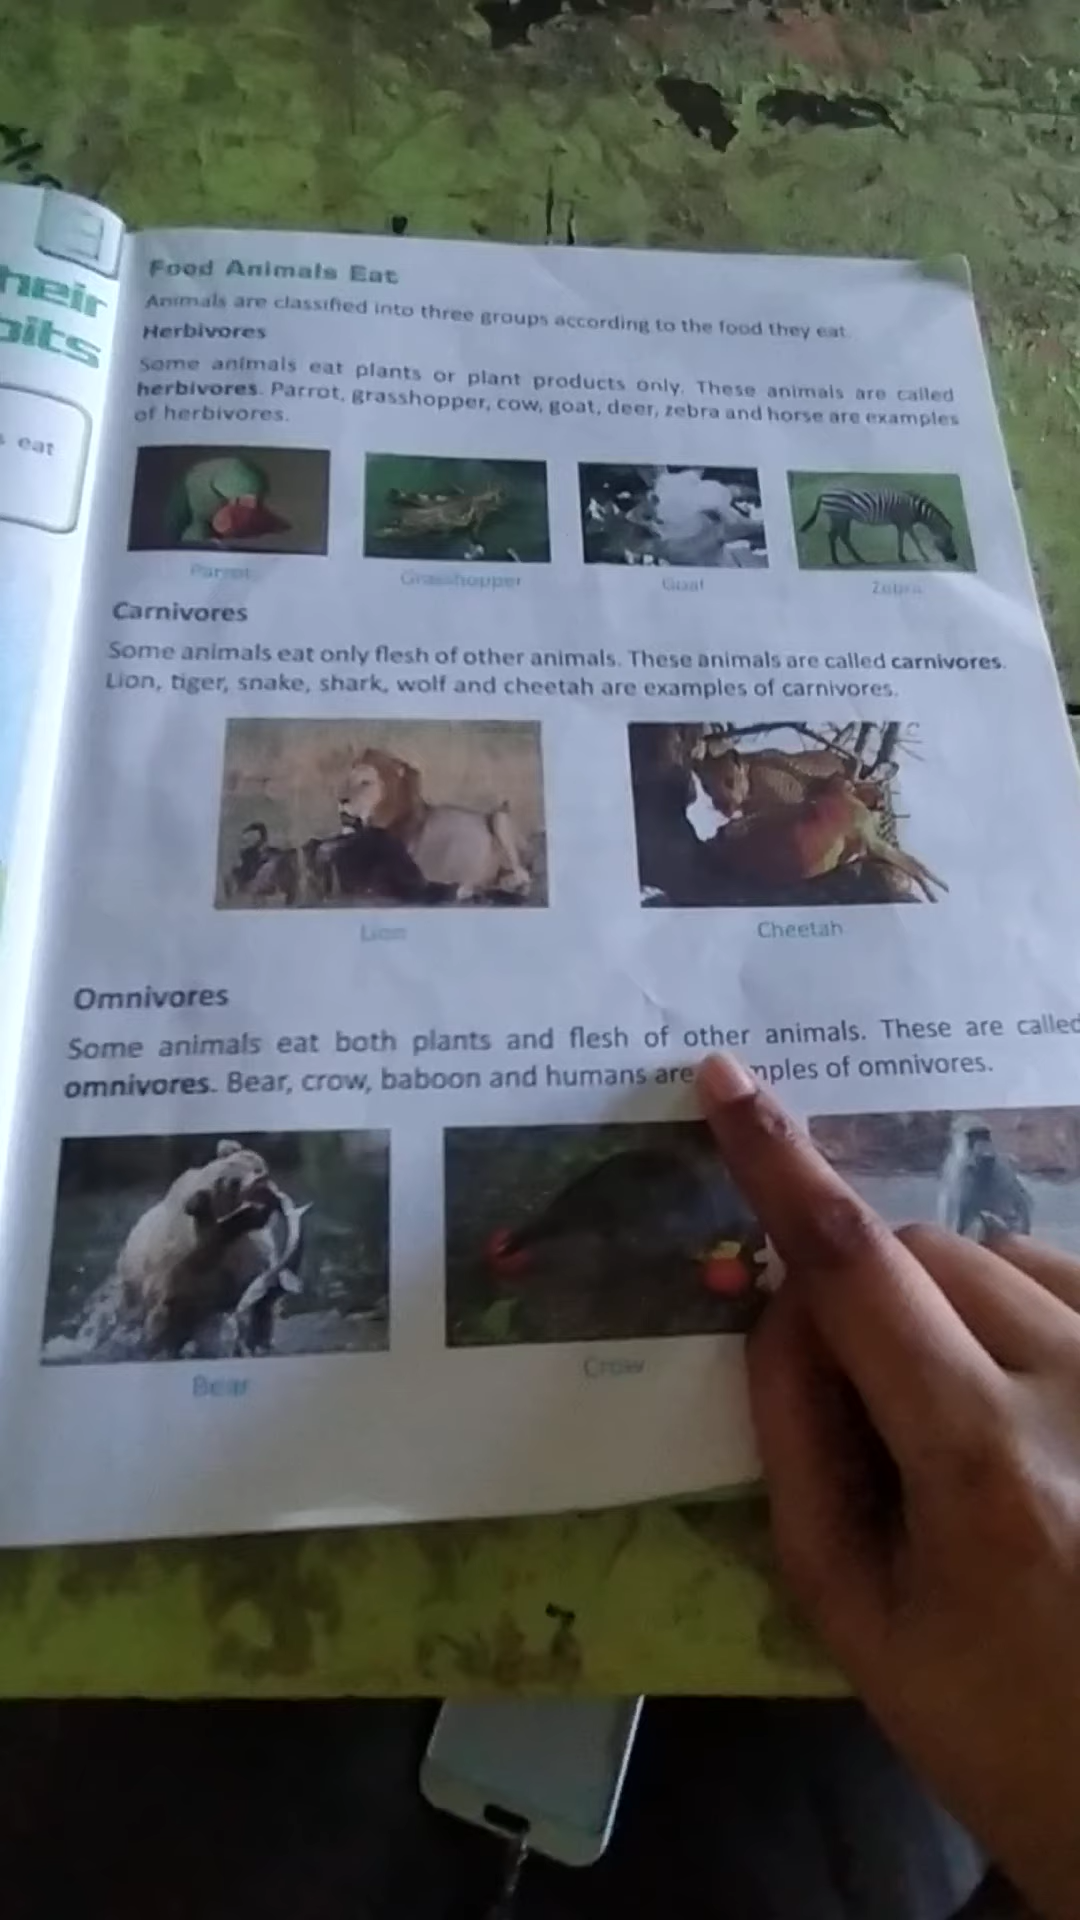 heir
bits
s eat
Food Animals Eat
Animals are classified into three groups according to the food they eat.
Herbivores
Some animals eat plants or plant products only. These animals are called
herbivores. Parrot, grasshopper, cow, goat, deer, zebra and horse are examples
of herbivores.
Parrot Grasshopper Goat Zebra
Carnivores
Some animals eat only flesh of other animals. These animals are called carnivores.
Lion, tiger, snake, shark, wolf and cheetah are examples of carnivores.
Lion Cheetah
Omnivores
Some animals eat both plants and flesh of other animals. These are called
omnivores. Bear, crow, baboon and humans are mples of omnivores.
Bear Crow